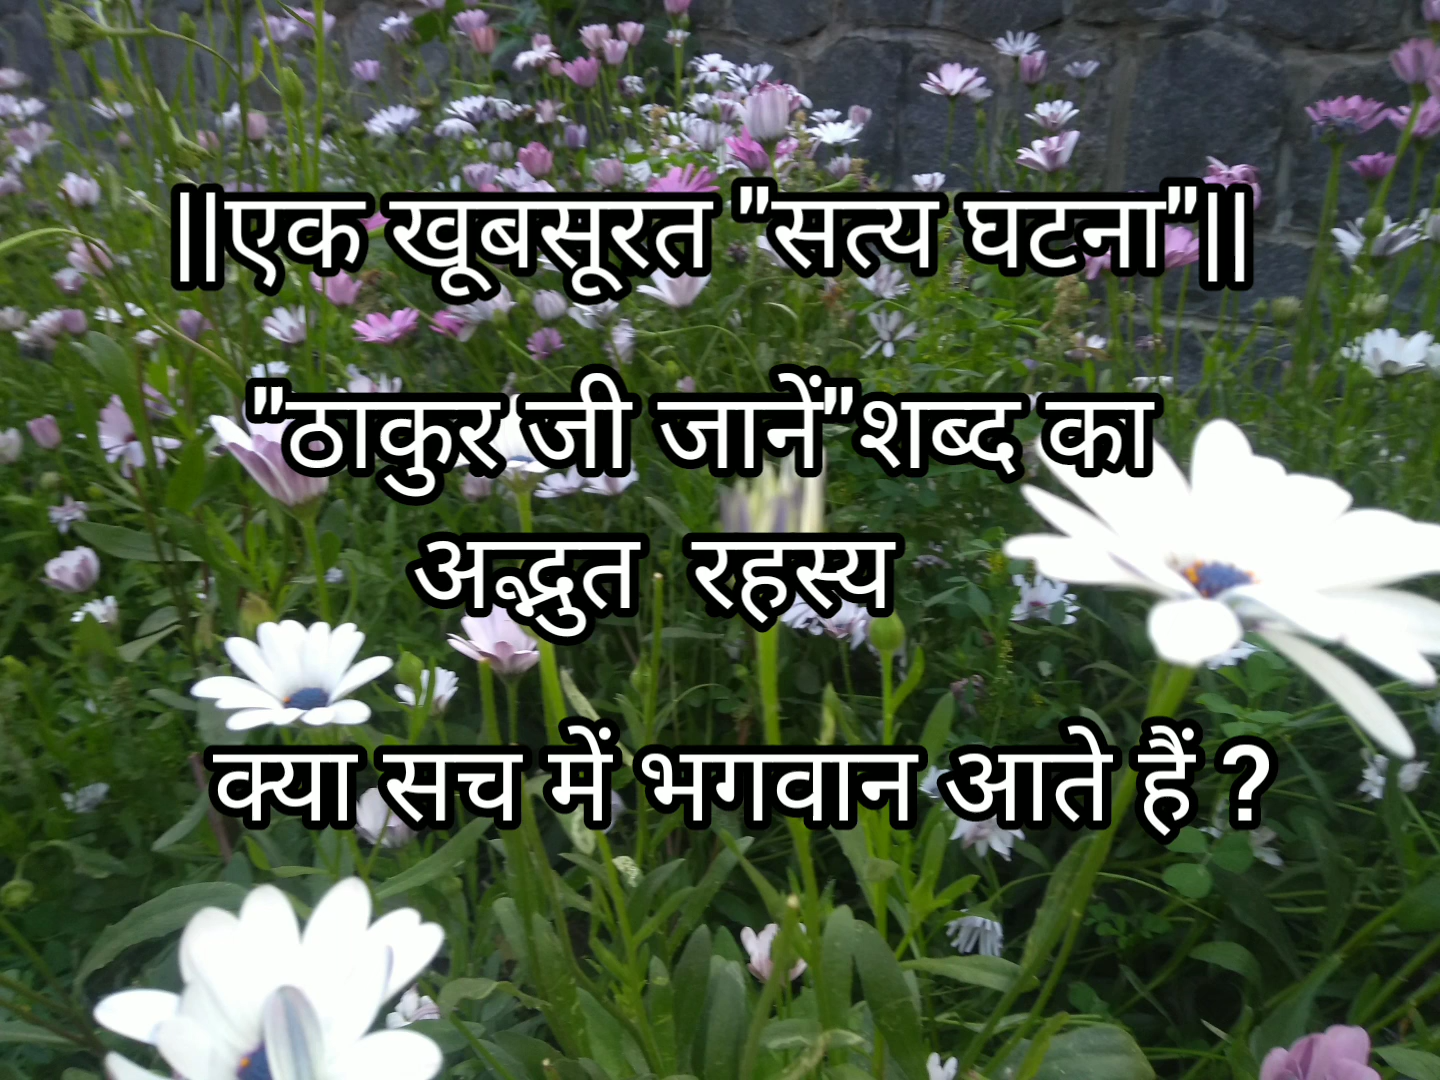 ||एक खूबसूरत "सत्य घटना"||
"ठाकुर जी जानें"शब्द का
अद्भुत रहस्य
क्या सच में भगवान आते हैं ?